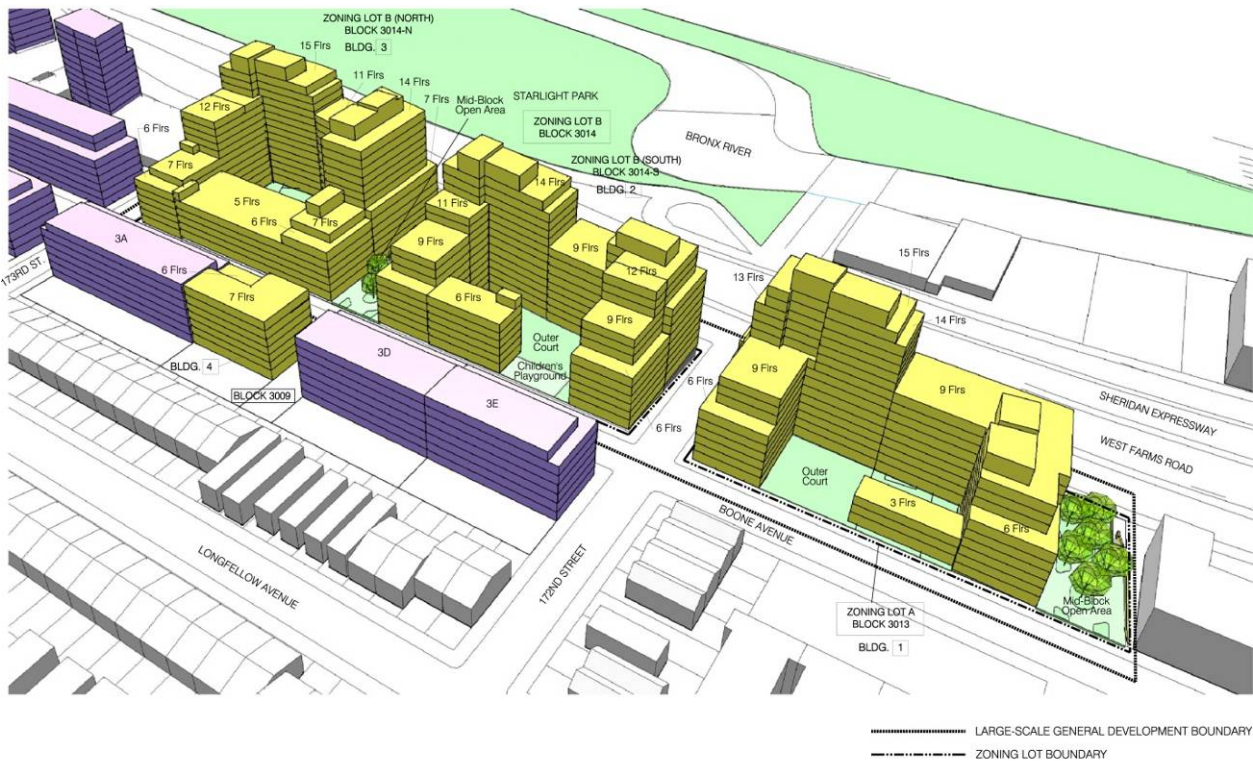 ZONING LOT B (NORTH)
BLOCK 3014-N
BLDG. 3
15 Flrs
11 Flrs
14 Flrs
7 Flrs
Mid-Block
Open Area
STARLIGHT PARK
ZONING LOT B
BLOCK 3014
BRONX RIVER
ZONING LOT B (SOUTH)
BLOCK 3014-S
BLDG. 2
12 Flrs
6 Flrs
7 Flrs
5 Flrs
6 Flrs
7 Flrs
14 Flrs
11 Flrs
9 Flrs
9 Flrs
12 Flrs
6 Flrs
9 Flrs
3A
6 Flrs
173RD ST.
7 Flrs
BLDG. 4
BLOCK 3009
3D
3E
Outer
Court
Children's
Playground
6 Flrs
6 Flrs
15 Flrs
13 Flrs
14 Flrs
9 Flrs
9 Flrs
SHERIDAN EXPRESSWAY
WEST FARMS ROAD
Outer
Court
3 Flrs
6 Flrs
BOONE AVENUE
172ND STREET
LONGFELLOW AVENUE
Mid-Block
Open Area
ZONING LOT A
BLOCK 3013
BLDG. 1
LARGE-SCALE GENERAL DEVELOPMENT BOUNDARY
ZONING LOT BOUNDARY